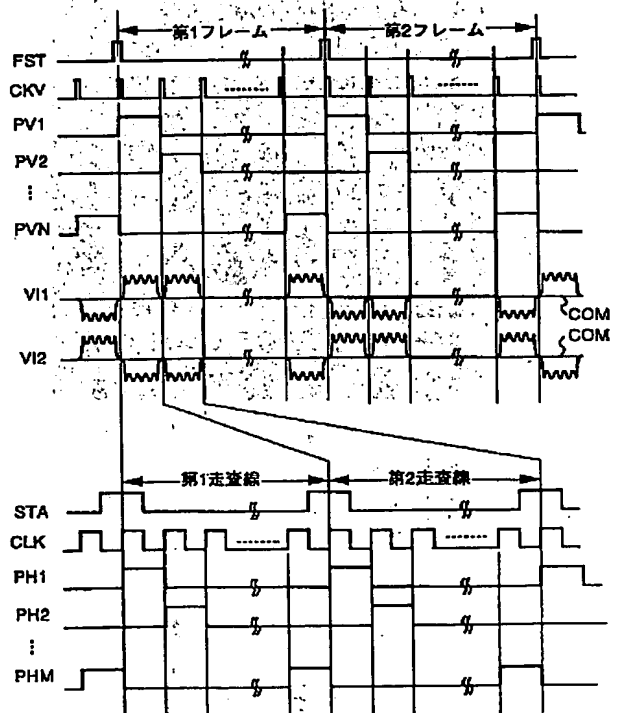 第1フレーム 第2フレーム
FST
CKV
PV1
PV2
PVN
VI1
COM
COM
VI2
第1走査線 第2走査線
STA
CLK
PH1
PH2
PHM